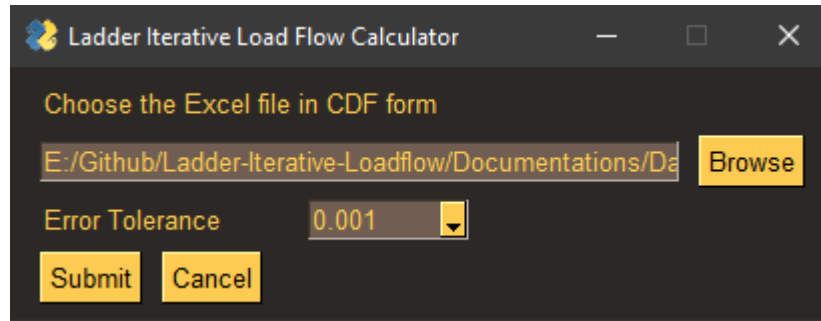 Ladder Iterative Load Flow Calculator
Choose the Excel file in CDF form
E:/Github/Ladder-Iterative-Loadflow/Documentations/Da
Browse
Error Tolerance 0.001
Submit Cancel